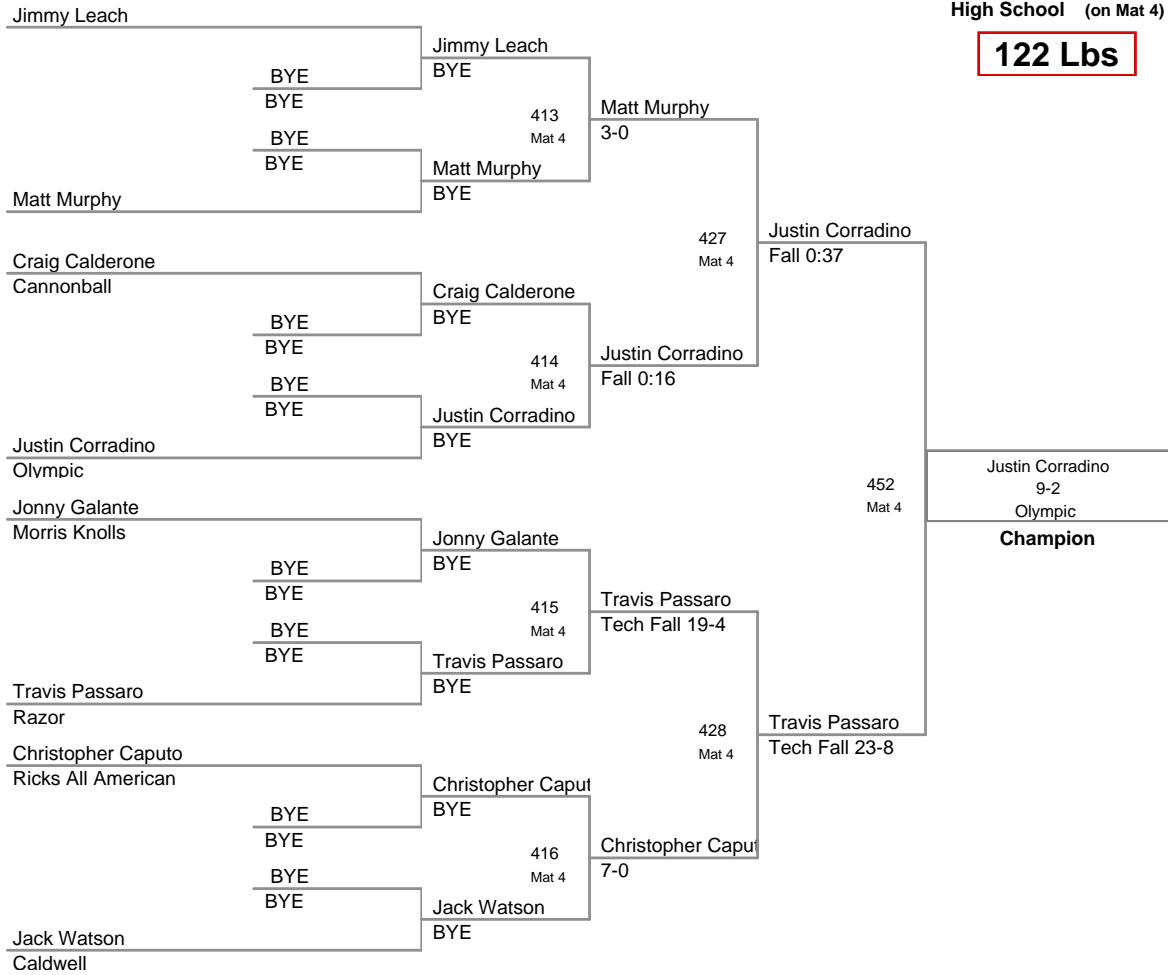 High School (on Mat 4)
122 Lbs
Jimmy Leach
Jimmy Leach
BYE
BYE
BYE
413
Mat 4
Matt Murphy
3-0
BYE
BYE
Matt Murphy
BYE
Matt Murphy
427
Mat 4
Justin Corradino
Fall 0:37
Craig Calderone
Cannonball
Craig Calderone
BYE
BYE
BYE
414
Mat 4
Justin Corradino
Fall 0:16
BYE
BYE
Justin Corradino
BYE
Justin Corradino
Olympic
452
Mat 4
Justin Corradino
9-2
Olympic
Champion
Jonny Galante
Morris Knolls
Jonny Galante
BYE
BYE
BYE
415
Mat 4
Travis Passaro
Tech Fall 19-4
BYE
BYE
Travis Passaro
BYE
Travis Passaro
Razor
428
Mat 4
Travis Passaro
Tech Fall 23-8
Christopher Caputo
Ricks All American
Christopher Caput
BYE
BYE
BYE
416
Mat 4
Christopher Caput
7-0
BYE
BYE
Jack Watson
BYE
Jack Watson
Caldwell